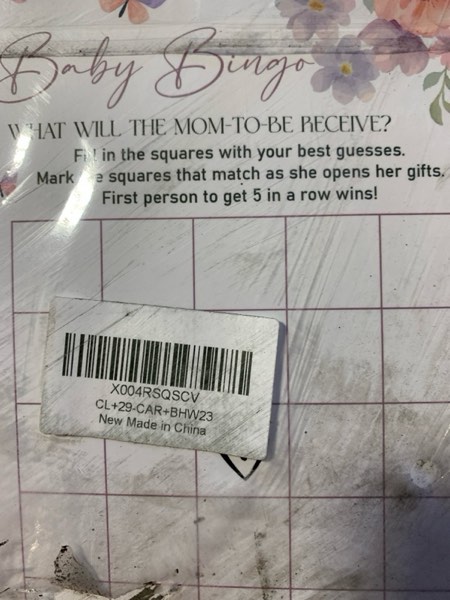 Baby Bingo
WHAT WILL THE MOM-TO-BE RECEIVE?
Fill in the squares with your best guesses.
Mark the squares that match as she opens her gifts.
First person to get 5 in a row wins!
X004RSQSCV
CL+29-CAR+BHW23
New Made in China